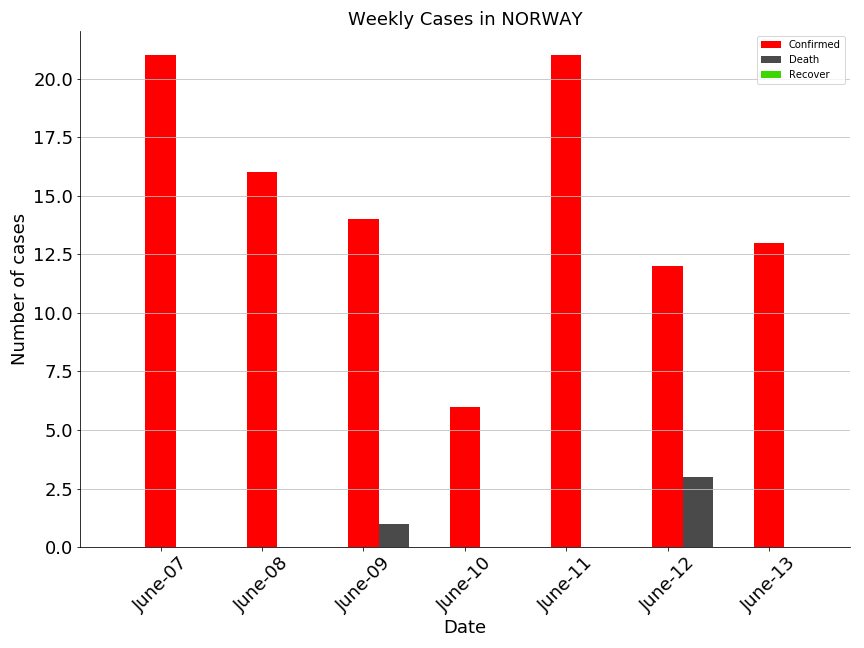 Weekly Cases in NORWAY
Confirmed
Death
Recover
Number of cases
20.0
17.5
15.0
12.5
10.0
7.5
5.0
2.5
0.0
June-07
June-08
June-09
June-10
June-11
June-12
June-13
Date